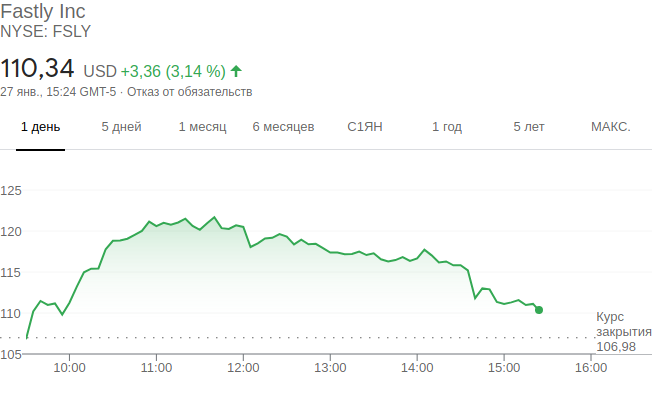 Fastly Inc
NYSE: FSLY
110,34 USD +3,36 (3,14 %)
27 янв., 15:24 GMT-5 · Отказ от обязательств
1 день 5 дней 1 месяц 6 месяцев С1ЯН 1 год 5 лет МАКС.
125
120
115
110
105
Курс
закрытия
106,98
10:00 11:00 12:00 13:00 14:00 15:00 16:00